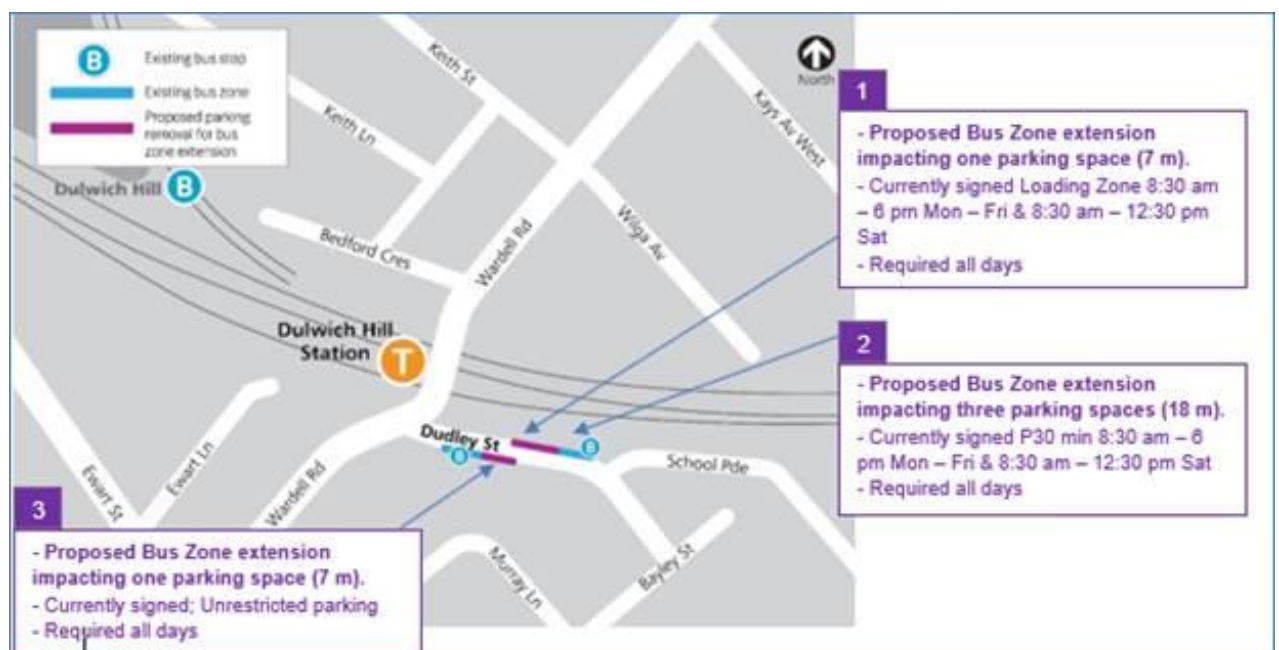 B
Existing bus stop
Existing bus zone
Proposed parking
removal for bus
zone extension
North
Keith St
Keith Ln
Kays Av West
Dulwich Hill
B
Bedford Cres
Wardell Rd
Wilga Av
Dulwich Hill
Station
T
Dudley St
B
B
School Pde
Ewart Ln
Ewart St
Wardell Rd
Murray Ln
Bayley St
1
- Proposed Bus Zone extension
impacting one parking space (7 m).
- Currently signed Loading Zone 8:30 am
– 6 pm Mon – Fri & 8:30 am – 12:30 pm
Sat
- Required all days
2
- Proposed Bus Zone extension
impacting three parking spaces (18 m).
- Currently signed P30 min 8:30 am – 6
pm Mon – Fri & 8:30 am – 12:30 pm Sat
- Required all days
3
- Proposed Bus Zone extension
impacting one parking space (7 m).
- Currently signed; Unrestricted parking
- Required all days